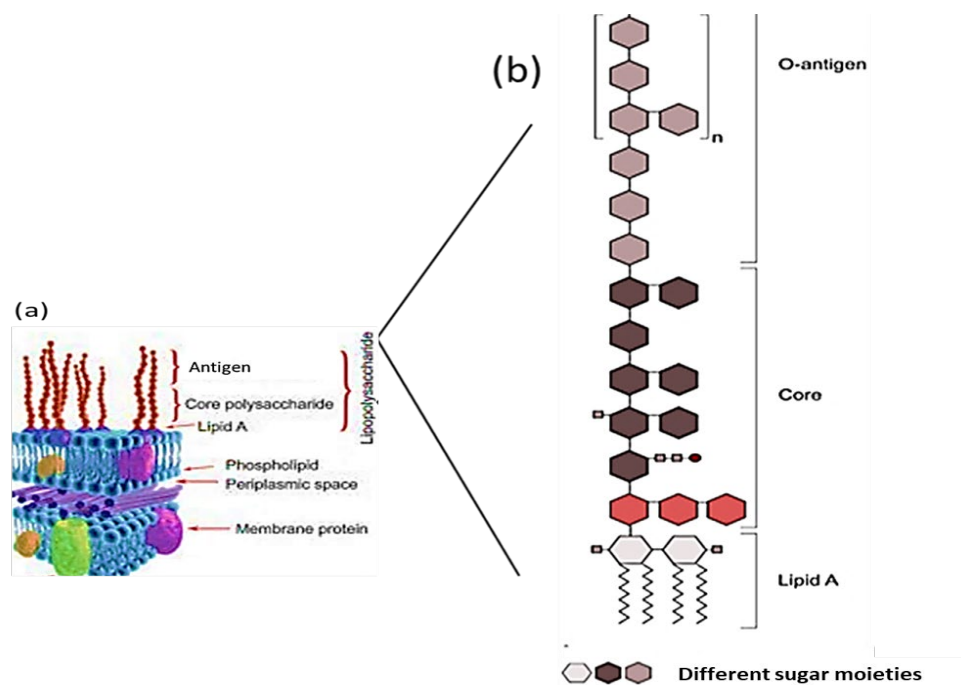 (b)
O-antigen
n
Core
Lipid A
Different sugar moieties
(a)
Antigen
Core polysaccharide
Lipid A
Lipopolysaccharide
Phospholipid
Periplasmic space
Membrane protein